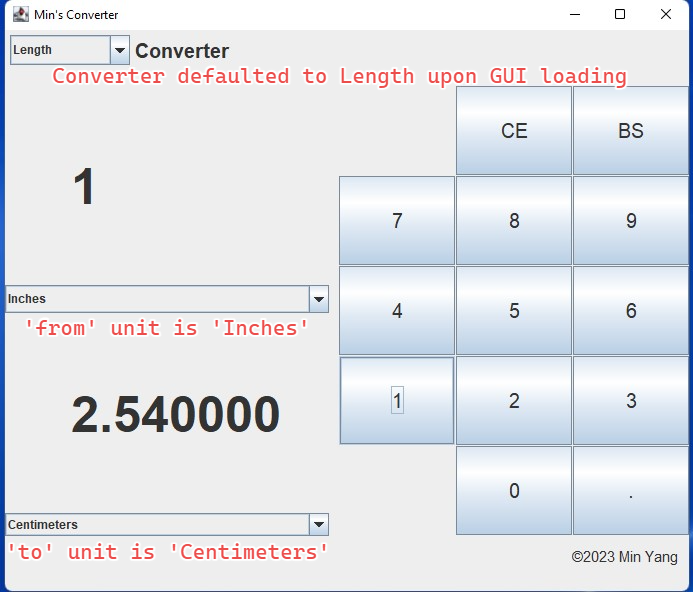 Min's Converter
Length Converter
Converter defaulted to Length upon GUI loading
1
Inches
'from' unit is 'Inches'
2.540000
Centimeters
'to' unit is 'Centimeters'
CE BS
7 8 9
4 5 6
1 2 3
0 .
©2023 Min Yang